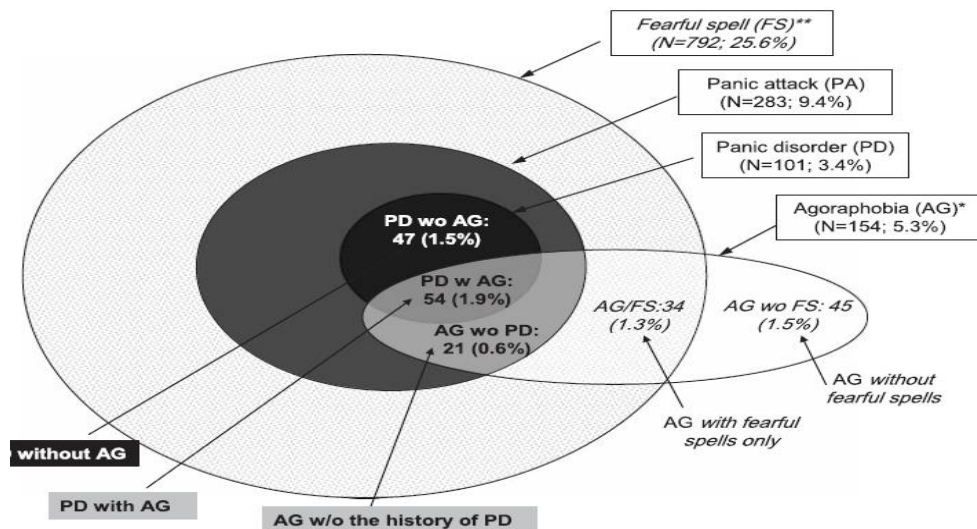 Fearful spell (FS)**
(N=792; 25.6%)
Panic attack (PA)
(N=283; 9.4%)
Panic disorder (PD)
(N=101; 3.4%)
Agoraphobia (AG)*
(N=154; 5.3%)
PD wo AG:
47 (1.5%)
PD w AG:
54 (1.9%)
AG wo PD:
21 (0.6%)
AG/FS:34
(1.3%)
AG wo FS: 45
(1.5%)
AG without
fearful spells
AG with fearful
spells only
without AG
PD with AG
AG w/o the history of PD